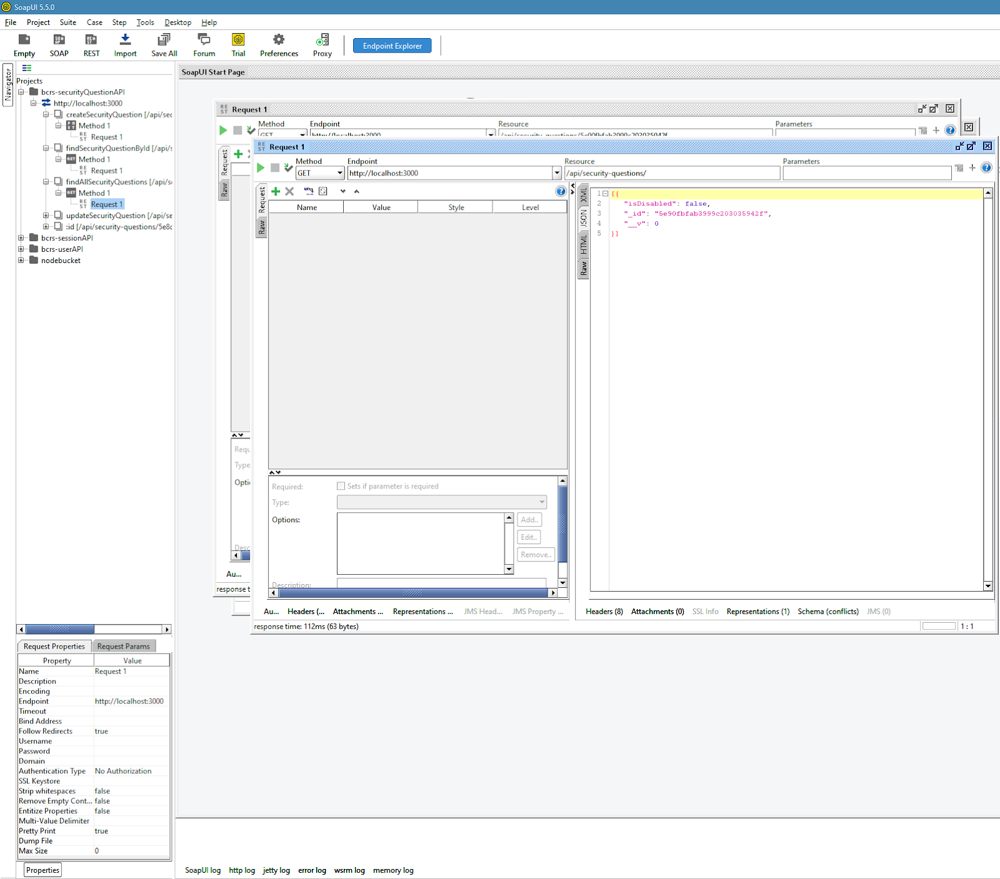 SoapUI 5.5.0
File Project Suite Case Step Tools Desktop Help
Empty SOAP REST Import Save All Forum Trial Preferences Proxy Endpoint Explorer
Navigator
Projects
bcrs-securityQuestionAPI
http://localhost:3000
createSecurityQuestion [/api/sec
Method 1
Request 1
findSecurityQuestionById [/api/s
Method 1
Request 1
findAllSecurityQuestions [/api/s
Method 1
Request 1
updateSecurityQuestion [/api/se
:id [/api/security-questions/5e8c
bcrs-sessionAPI
bcrs-userAPI
nodebucket
SoapUI Start Page
Request 1
Method Endpoint Resource Parameters
GET http://localhost:3000 /api/security-questions/5e90fbfab3999c203035942f
Request
Raw
Requ
Type
Opti
Desc
Au...
response t
Request 1
Method Endpoint Resource Parameters
GET http://localhost:3000 /api/security-questions/
Request
Raw
Name Value Style Level
Required: Sets if parameter is required
Type:
Options:
Add..
Edit..
Remove..
Description:
Au... Headers (... Attachments ... Representations ... JMS Head... JMS Property ...
XML
JSON
HTML
Raw
1 [{
2 "isDisabled": false,
3 "_id": "5e90fbfab3999c203035942f",
4 "__v": 0
5 }]
Headers (8) Attachments (0) SSL Info Representations (1) Schema (conflicts) JMS (0)
response time: 112ms (63 bytes) 1 : 1
Request Properties Request Params
Property Value
Name Request 1
Description
Encoding
Endpoint http://localhost:3000
Timeout
Bind Address
Follow Redirects true
Username
Password
Domain
Authentication Type No Authorization
SSL Keystore
Strip whitespaces false
Remove Empty Cont... false
Entitize Properties false
Multi-Value Delimiter
Pretty Print true
Dump File
Max Size 0
Properties
SoapUI log http log jetty log error log wsrm log memory log